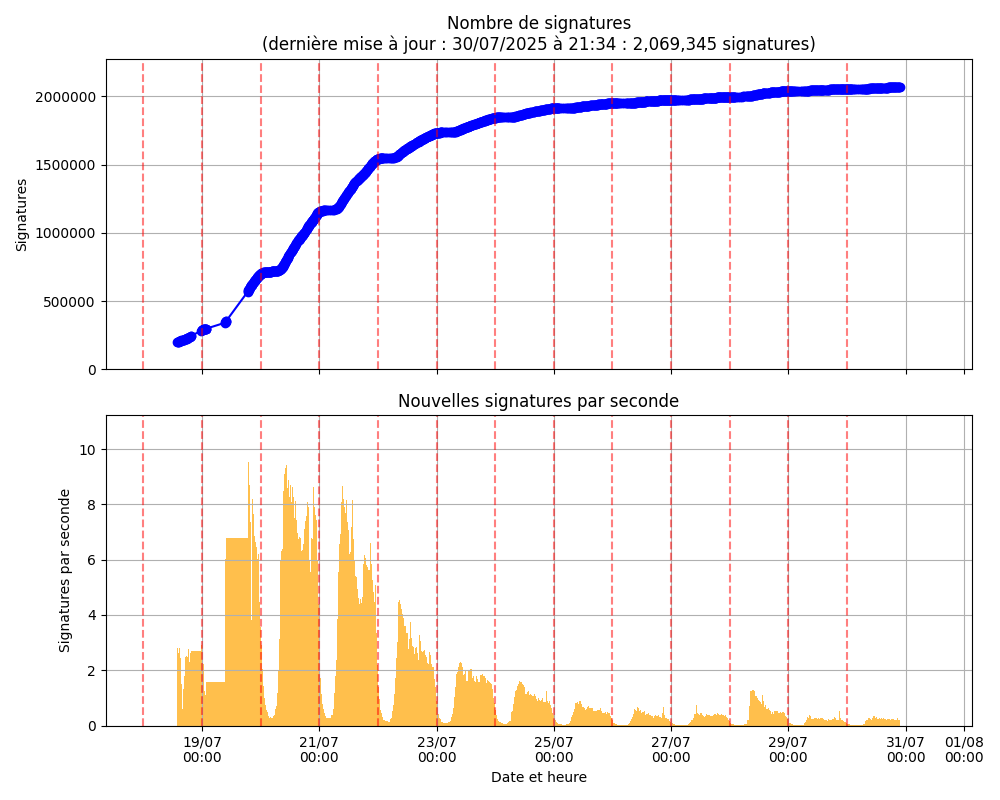 Nombre de signatures
(dernière mise à jour : 30/07/2025 à 21:34 : 2,069,345 signatures)
2000000
1500000
1000000
500000
0
Signatures
Nouvelles signatures par seconde
10
8
6
4
2
0
Signatures par seconde
19/07 21/07 23/07 25/07 27/07 29/07 31/07 01/08
00:00 00:00 00:00 00:00 00:00 00:00 00:00 00:00
Date et heure